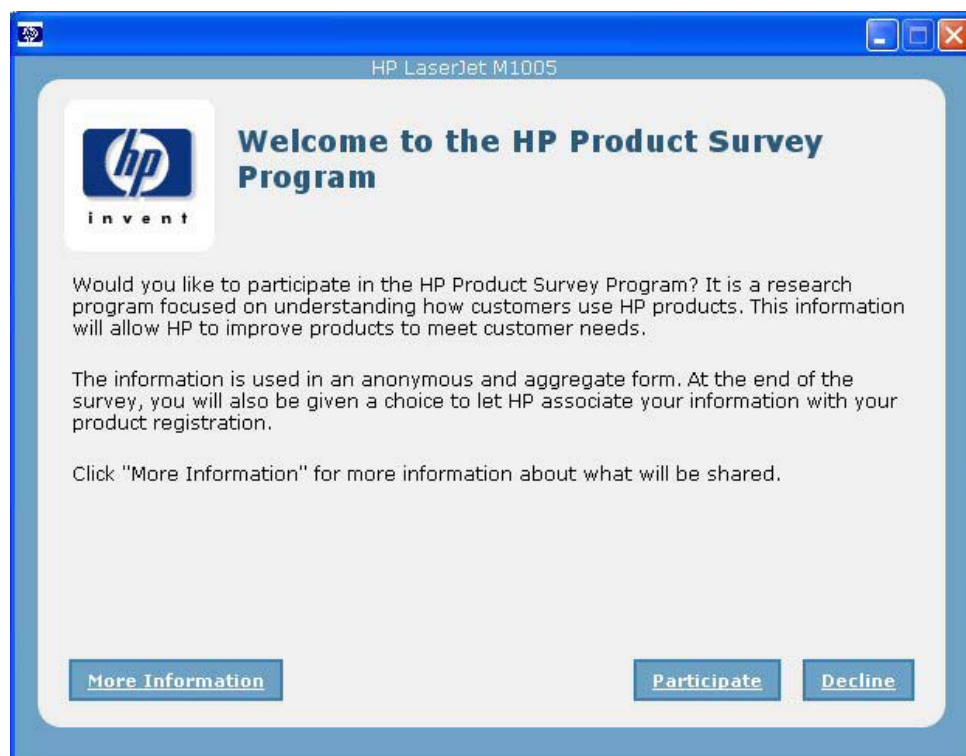 HP LaserJet M1005
hp
invent
Welcome to the HP Product Survey
Program
Would you like to participate in the HP Product Survey Program? It is a research
program focused on understanding how customers use HP products. This information
will allow HP to improve products to meet customer needs.
The information is used in an anonymous and aggregate form. At the end of the
survey, you will also be given a choice to let HP associate your information with your
product registration.
Click "More Information" for more information about what will be shared.
More Information
Participate
Decline